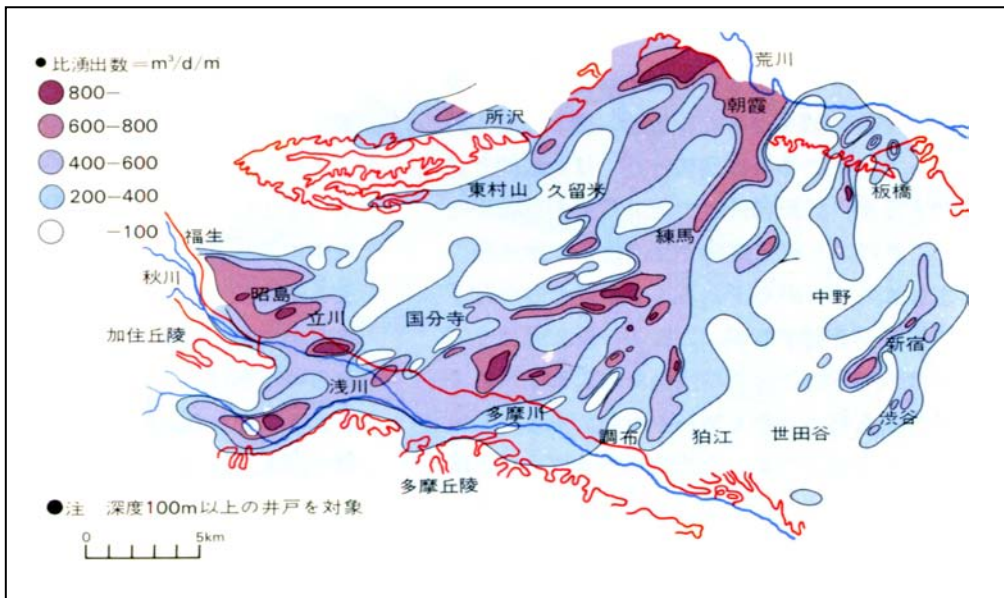 ●比湧出数＝m³/d/m
800−
600−800
400−600
200−400
−100
荒川
朝霞
所沢
東村山
久留米
板橋
練馬
福生
秋川
昭島
立川
国分寺
中野
新宿
加住丘陵
浅川
多摩川
調布
狛江
世田谷
渋谷
多摩丘陵
●注　深度100m以上の井戸を対象
0 5km